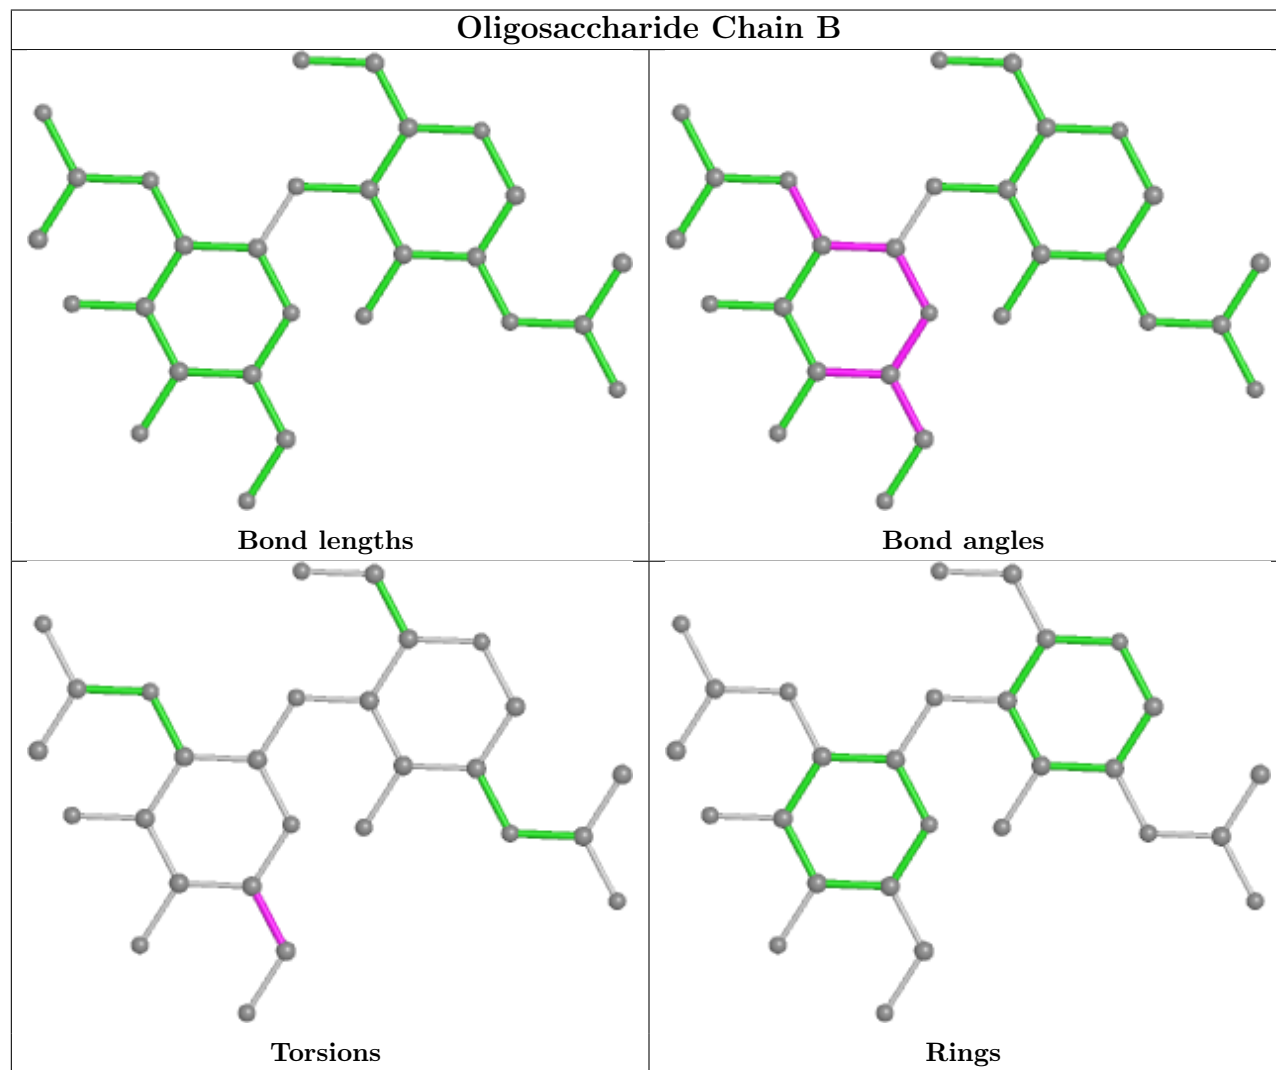 Oligosaccharide Chain B
Bond lengths
Bond angles
Torsions
Rings